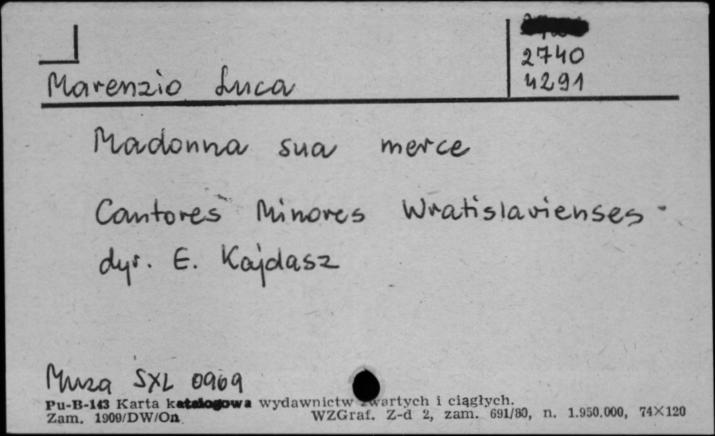 2740
Marenzio Luca 4291
Madonna sua merce
Cantores Minores Wratislavienses
dyr. E. Kajdasz
Muza SXL 0969
Pu-B-143 Karta katalogowa wydawnictw zwartych i ciągłych.
Zam. 1909/DW/On WZGraf. Z-d 2, zam. 691/80, n. 1.950.000, 74×120